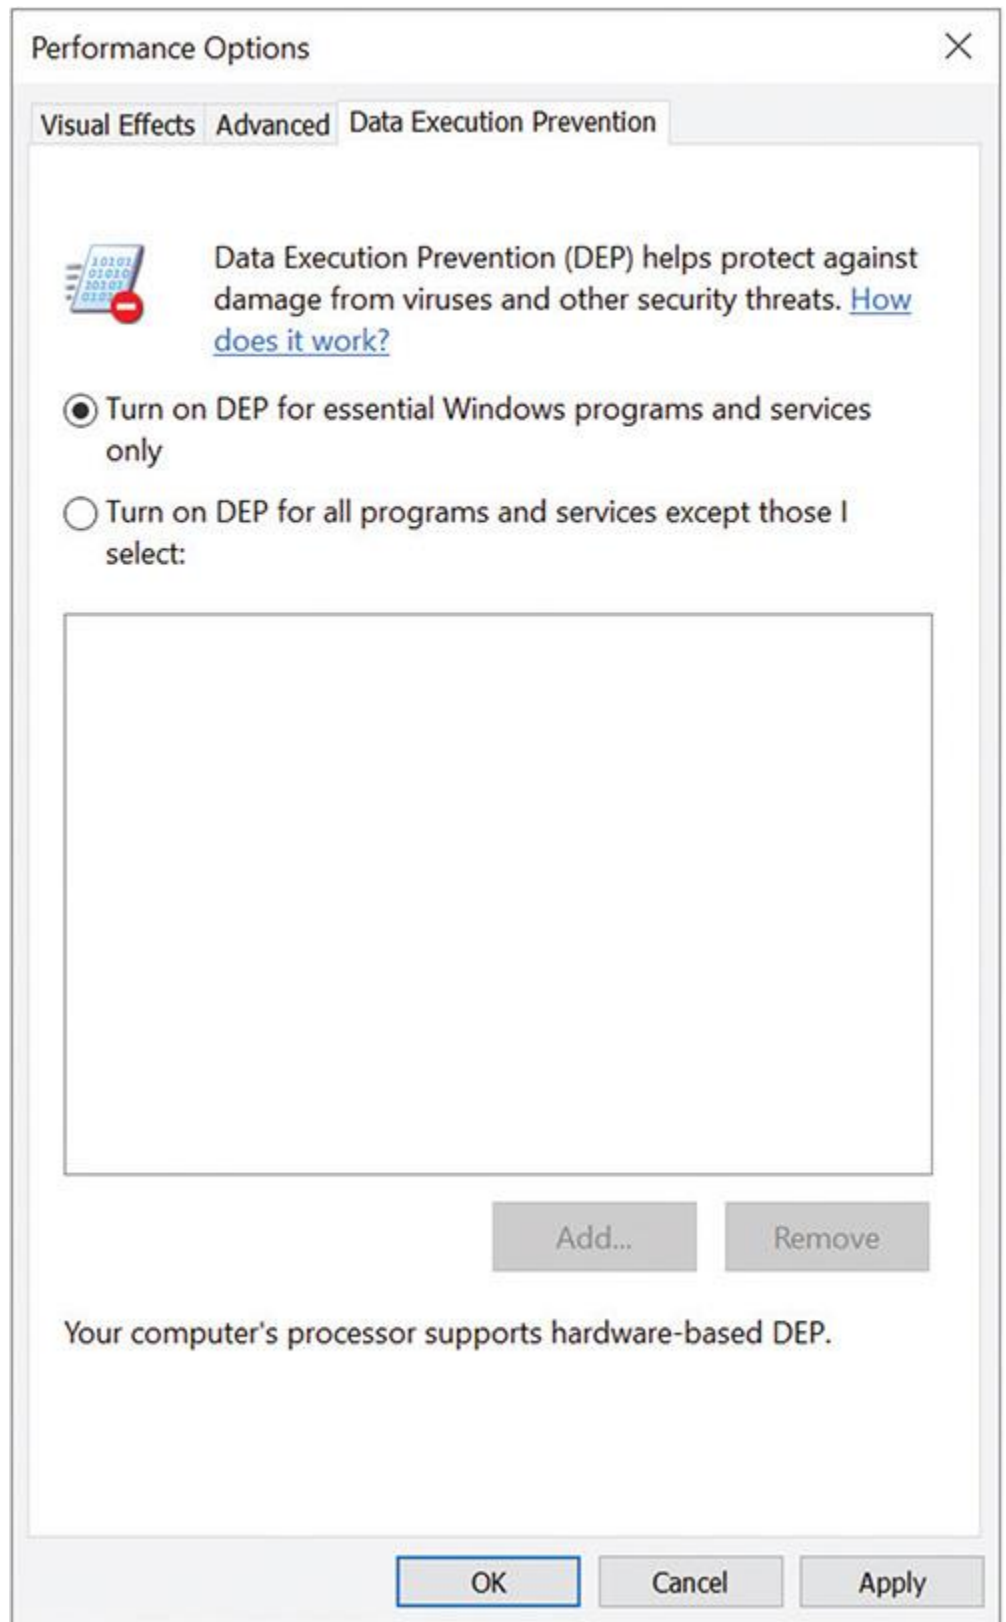 Performance Options
Visual Effects Advanced Data Execution Prevention
Data Execution Prevention (DEP) helps protect against
damage from viruses and other security threats. How
does it work?
Turn on DEP for essential Windows programs and services
only
Turn on DEP for all programs and services except those I
select:
Add... Remove
Your computer's processor supports hardware-based DEP.
OK Cancel Apply